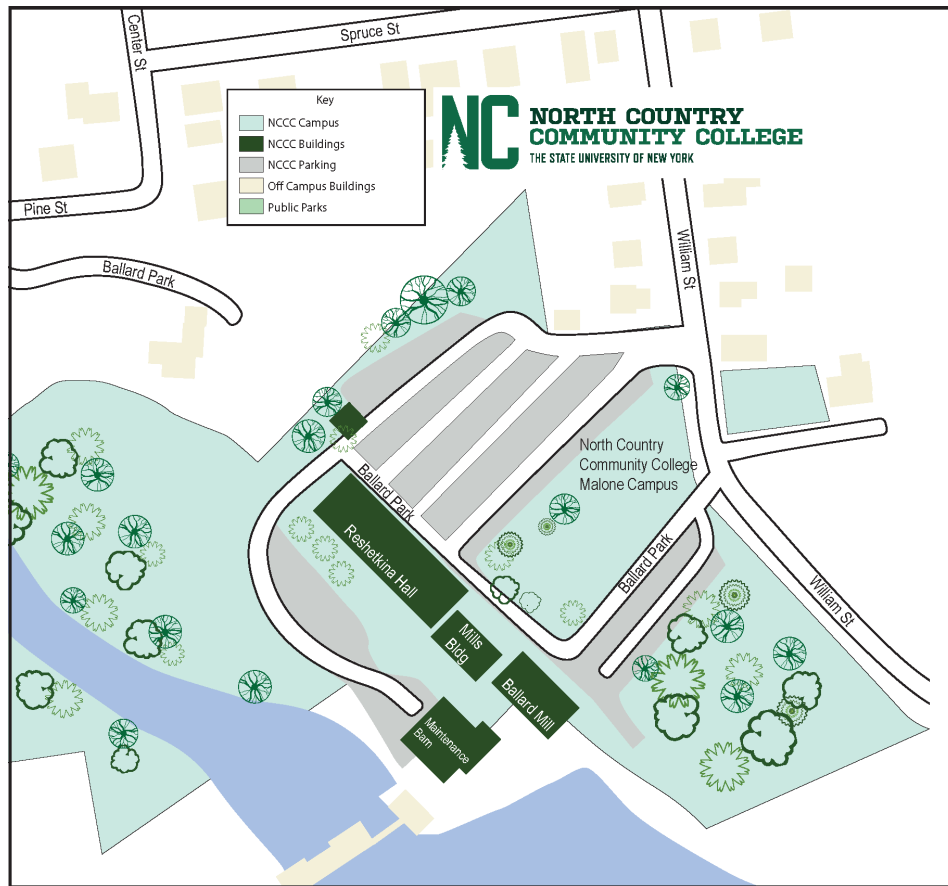 Center St
Spruce St
Key
NCCC Campus
NCCC Buildings
NCCC Parking
Off Campus Buildings
Public Parks
NC
NORTH COUNTRY
COMMUNITY COLLEGE
THE STATE UNIVERSITY OF NEW YORK
Pine St
Ballard Park
William St
North Country
Community College
Malone Campus
Ballard Park
Reshetkina Hall
Ballard Park
Mills
Bldg
Ballard Mill
Maintenance
Barn
William St